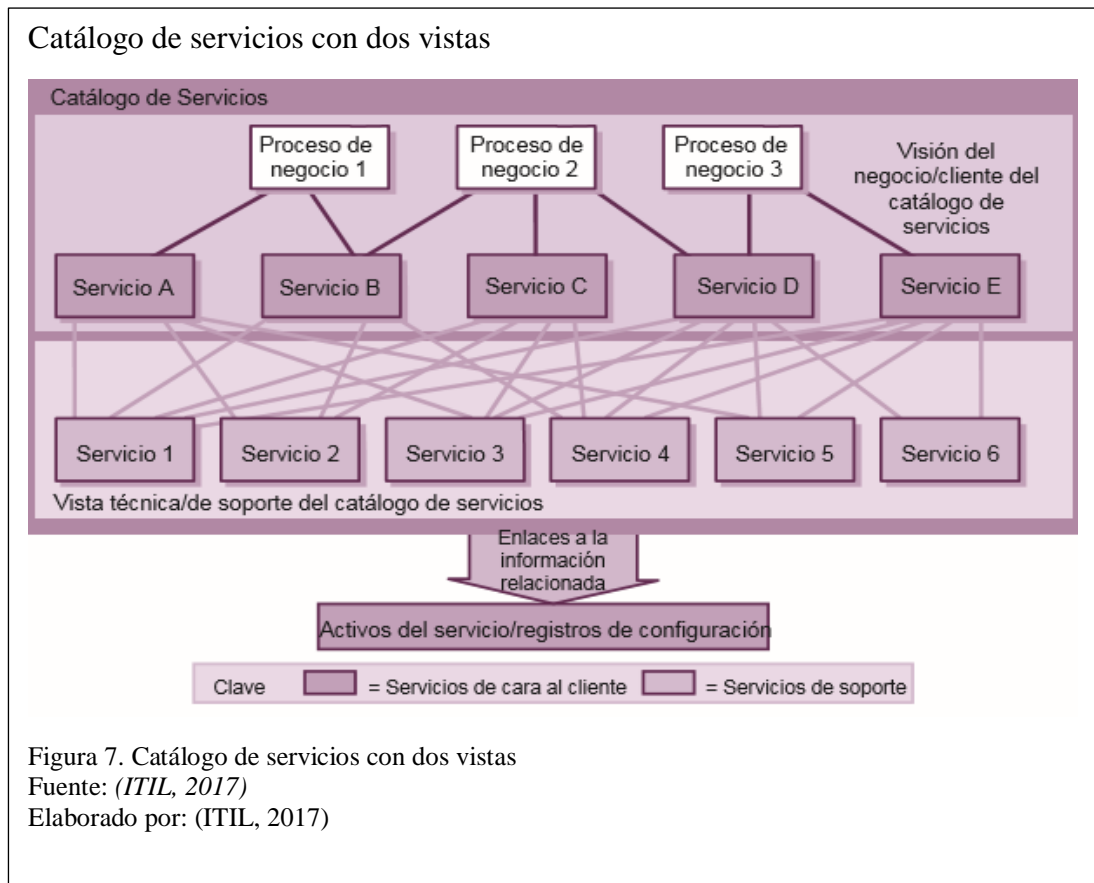 Catálogo de servicios con dos vistas
Catálogo de Servicios
Proceso de
negocio 1
Proceso de
negocio 2
Proceso de
negocio 3
Visión del
negocio/cliente del
catálogo de
servicios
Servicio A
Servicio B
Servicio C
Servicio D
Servicio E
Servicio 1
Servicio 2
Servicio 3
Servicio 4
Servicio 5
Servicio 6
Vista técnica/de soporte del catálogo de servicios
Enlaces a la
información
relacionada
Activos del servicio/registros de configuración
Clave
= Servicios de cara al cliente
= Servicios de soporte
Figura 7. Catálogo de servicios con dos vistas
Fuente: (ITIL, 2017)
Elaborado por: (ITIL, 2017)